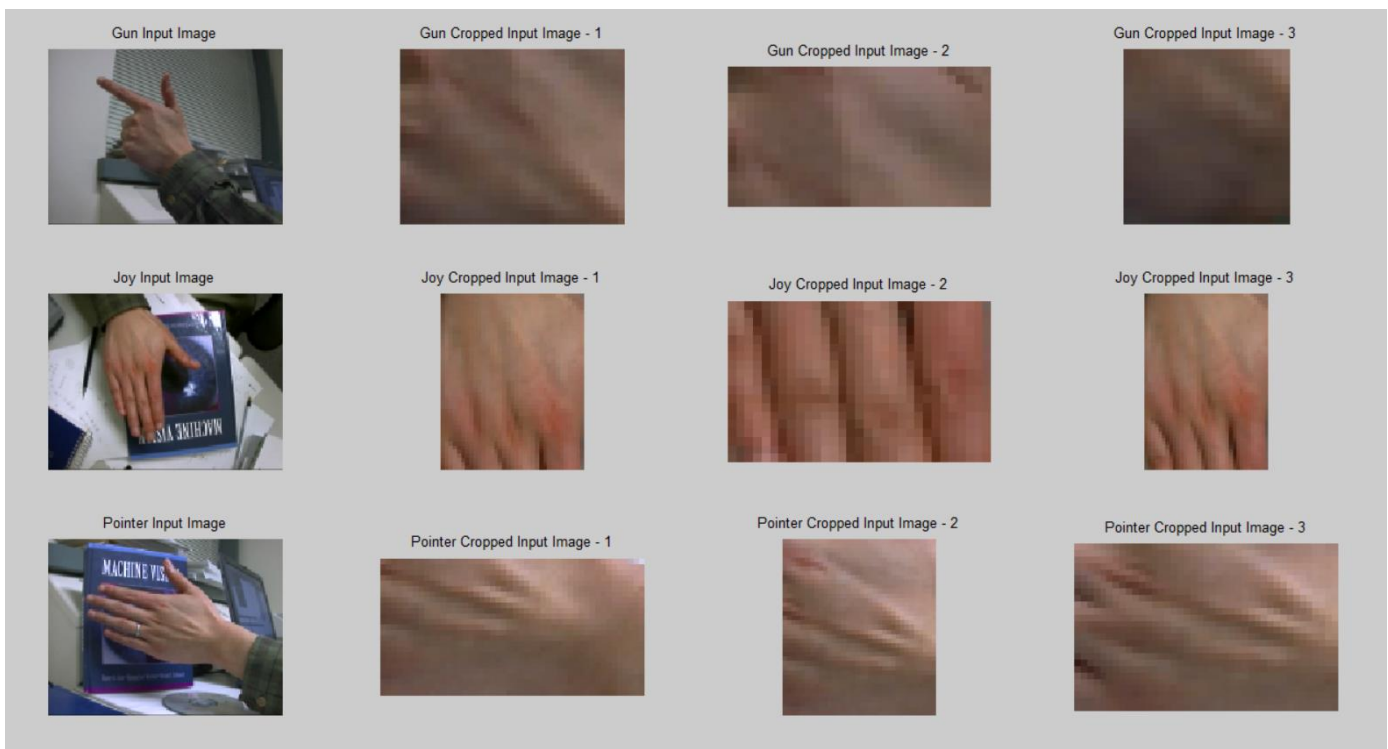 Gun Input Image
Gun Cropped Input Image - 1
Gun Cropped Input Image - 2
Gun Cropped Input Image - 3
Joy Input Image
Joy Cropped Input Image - 1
Joy Cropped Input Image - 2
Joy Cropped Input Image - 3
MACHINE VISI
Pointer Input Image
Pointer Cropped Input Image - 1
Pointer Cropped Input Image - 2
Pointer Cropped Input Image - 3
MACHINE VIS